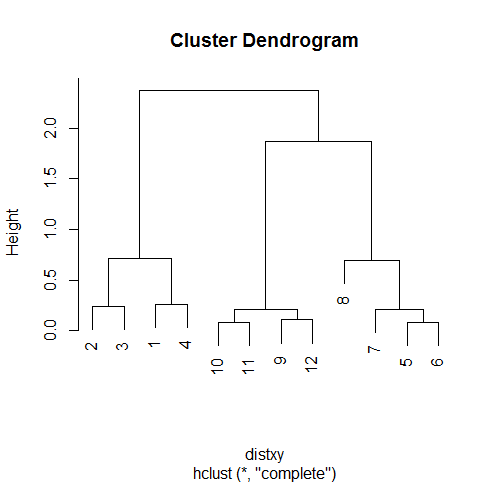 Cluster Dendrogram
Height
0.0 0.5 1.0 1.5 2.0
2 3 1 4 10 11 9 12 8 7 5 6
distxy
hclust (*, "complete")